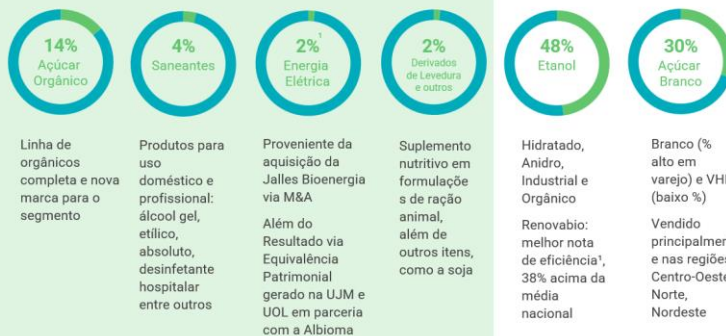 14%
Açúcar
Orgânico
Linha de
orgânicos
completa e nova
marca para o
segmento
4%
Saneantes
Produtos para
uso
doméstico e
profissional:
álcool gel,
etílico,
absoluto,
desinfetante
hospitalar
entre outros
2%¹
Energia
Elétrica
Proveniente da
aquisição da
Jalles Bioenergia
via M&A
Além do
Resultado via
Equivalência
Patrimonial
gerado na UJM e
UOL em parceria
com a Albioma
2%
Derivados
de Levedura
e outros
Suplemento
nutritivo em
formulaçõe
s de ração
animal,
além de
outros itens,
como a soja
48%
Etanol
Hidratado,
Anidro,
Industrial e
Orgânico
Renovabio:
melhor nota
de eficiência¹,
38% acima da
média
nacional
30%
Açúcar
Branco
Branco (%
alto em
varejo) e VHP
(baixo %)
Vendido
principalmen
e nas regiões
Centro-Oeste
Norte,
Nordeste